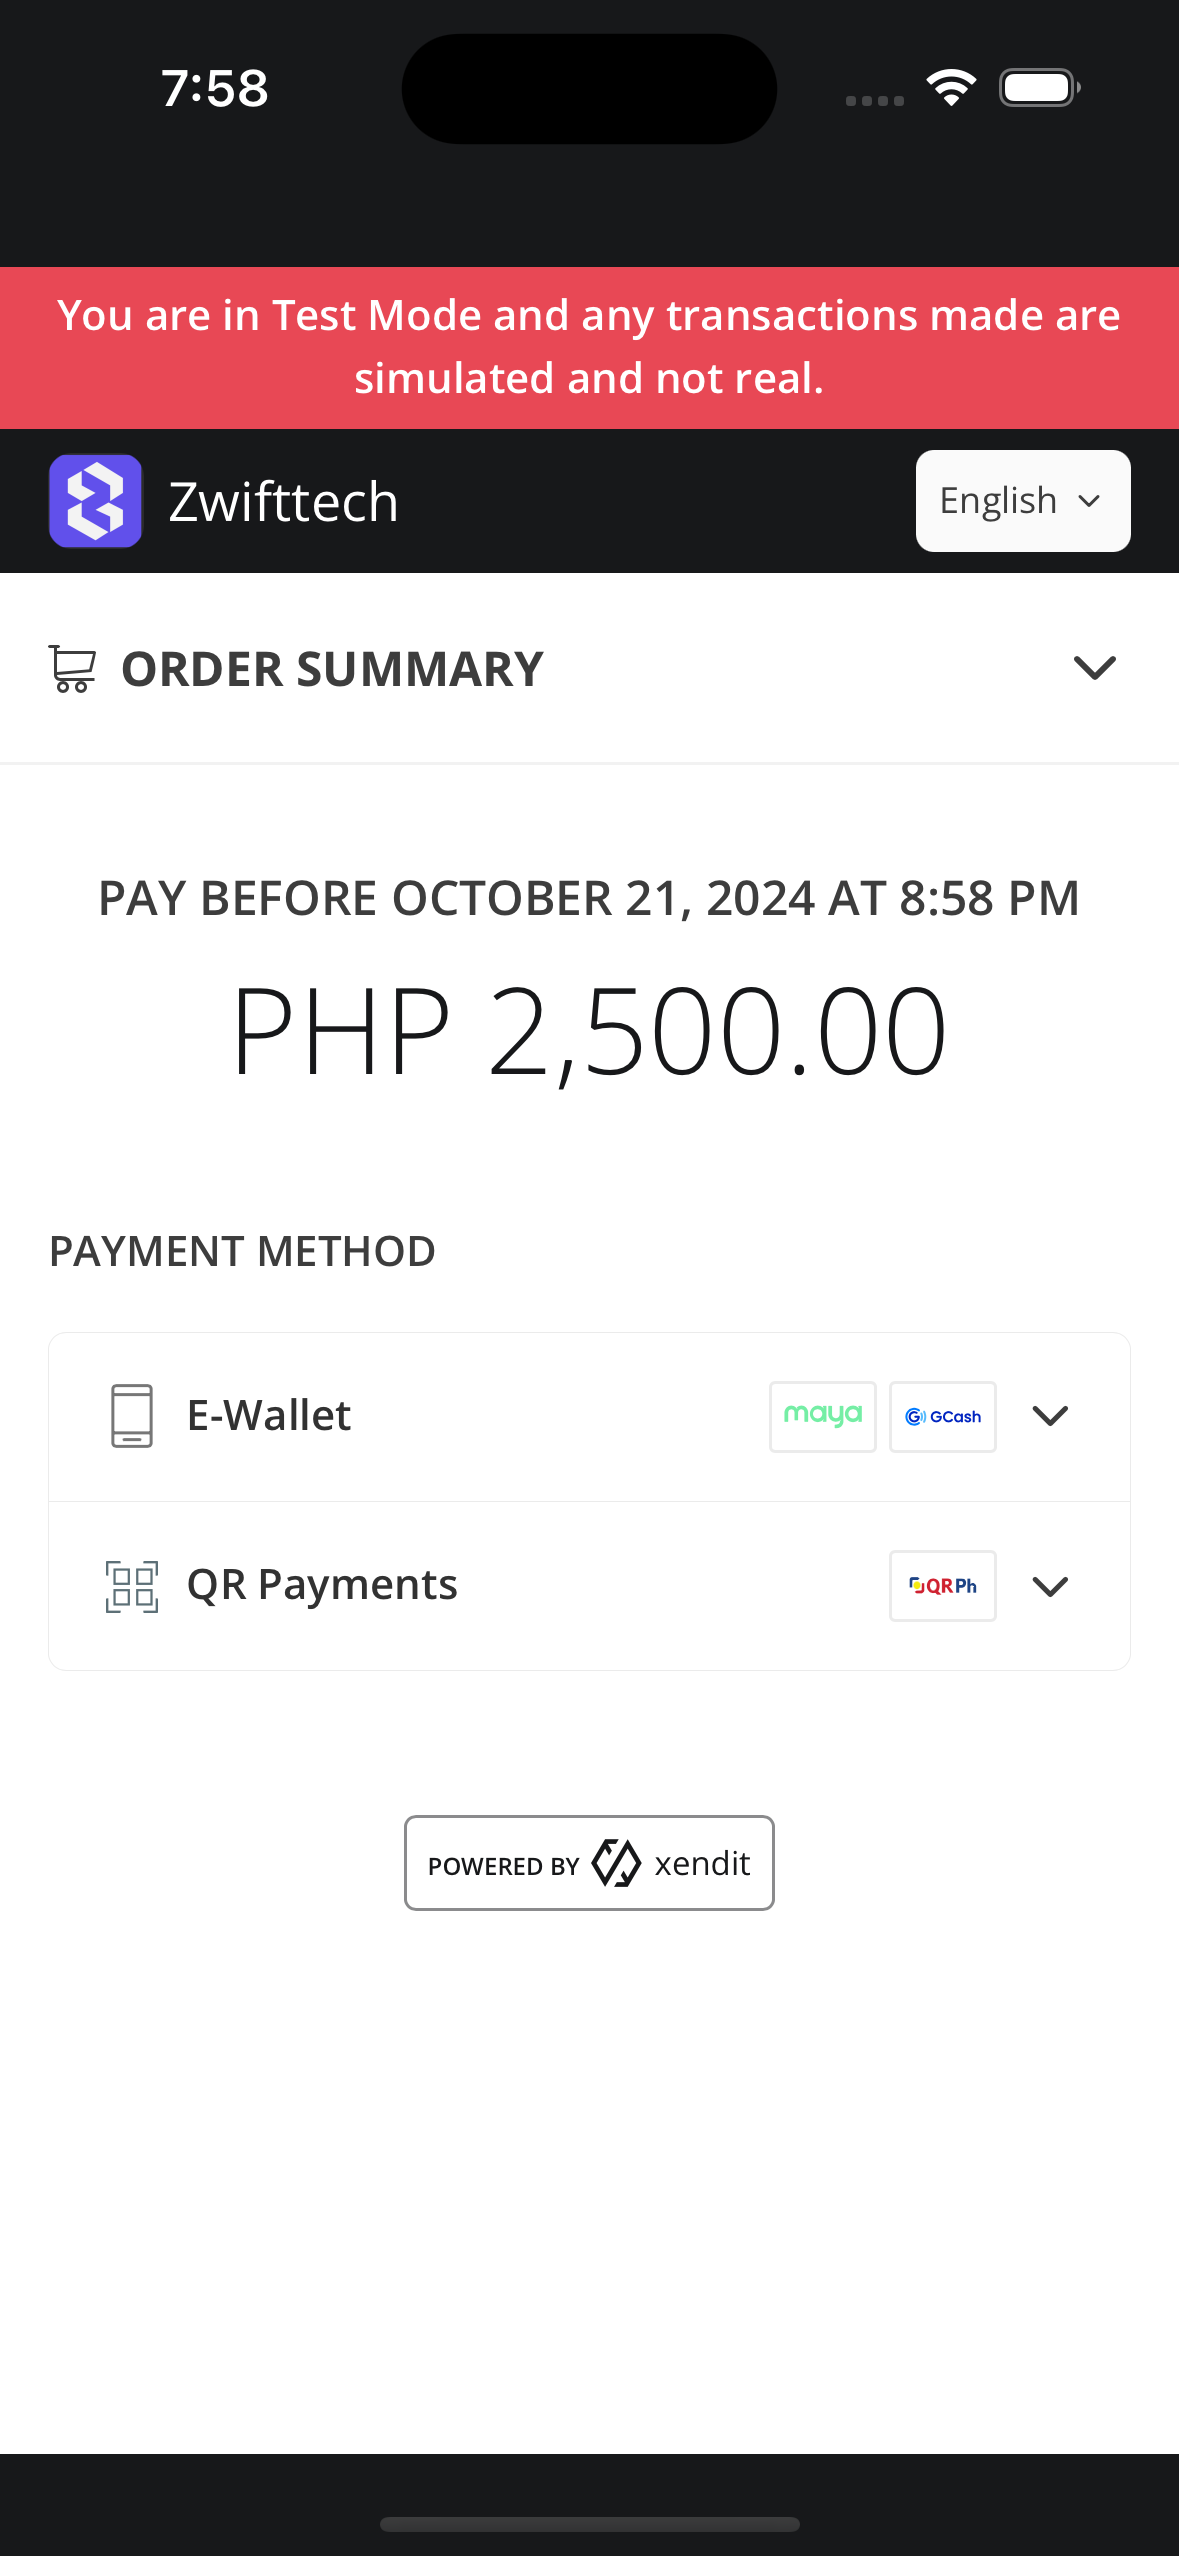 7:58
You are in Test Mode and any transactions made are
simulated and not real.
Zwifttech
English
ORDER SUMMARY
PAY BEFORE OCTOBER 21, 2024 AT 8:58 PM
PHP 2,500.00
PAYMENT METHOD
E-Wallet maya GCash
QR Payments QR Ph
POWERED BY xendit